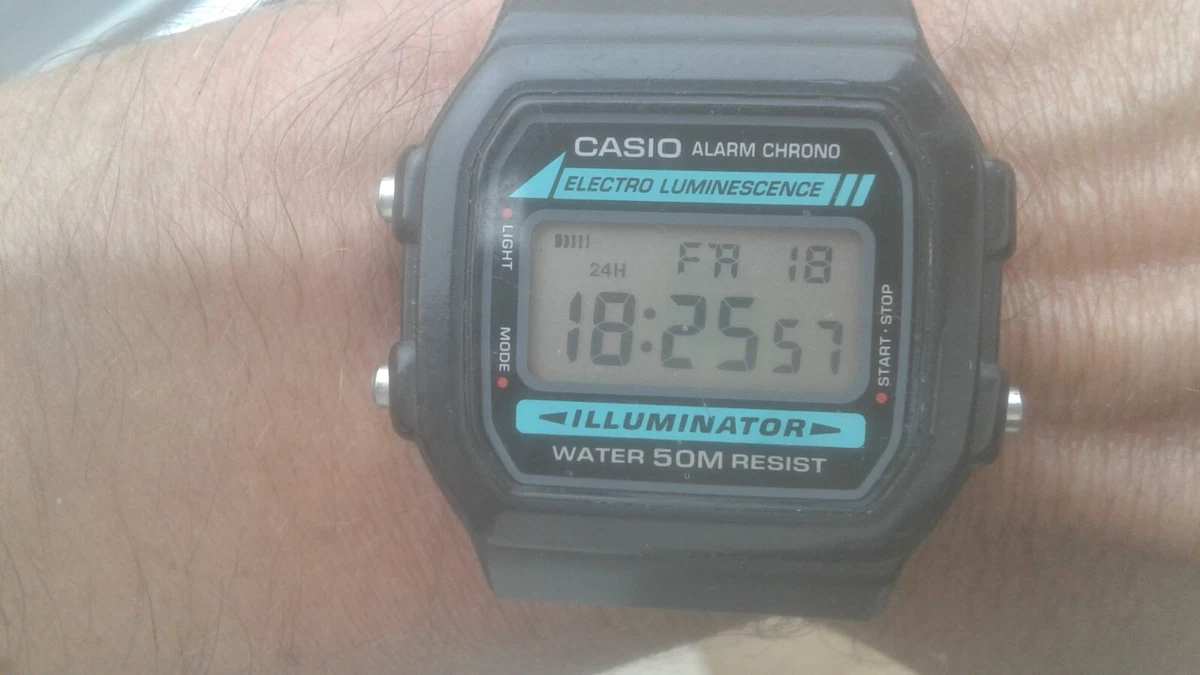 CASIO ALARM CHRONO
ELECTRO LUMINESCENCE
LIGHT
24H FR 18
18:25 57
MODE
START·STOP
ILLUMINATOR
WATER 50M RESIST